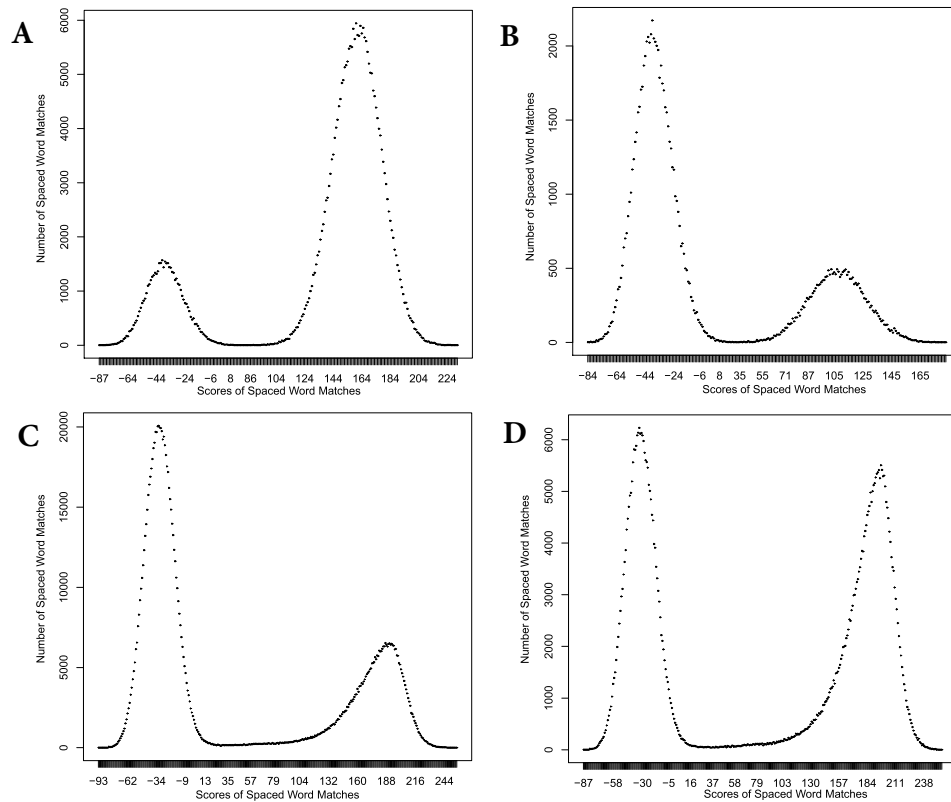 A
Number of Spaced Word Matches
6000
5000
4000
3000
2000
1000
0
−87 −64 −44 −24 −6 8 86 104 124 144 164 184 204 224
Scores of Spaced Word Matches
B
Number of Spaced Word Matches
2000
1500
1000
500
0
−84 −64 −44 −24 −6 8 35 55 71 87 105 125 145 165
Scores of Spaced Word Matches
C
Number of Spaced Word Matches
20000
15000
10000
5000
0
−93 −62 −34 −9 13 35 57 79 104 132 160 188 216 244
Scores of Spaced Word Matches
D
Number of Spaced Word Matches
6000
5000
4000
3000
2000
1000
0
−87 −58 −30 −5 16 37 58 79 103 130 157 184 211 238
Scores of Spaced Word Matches